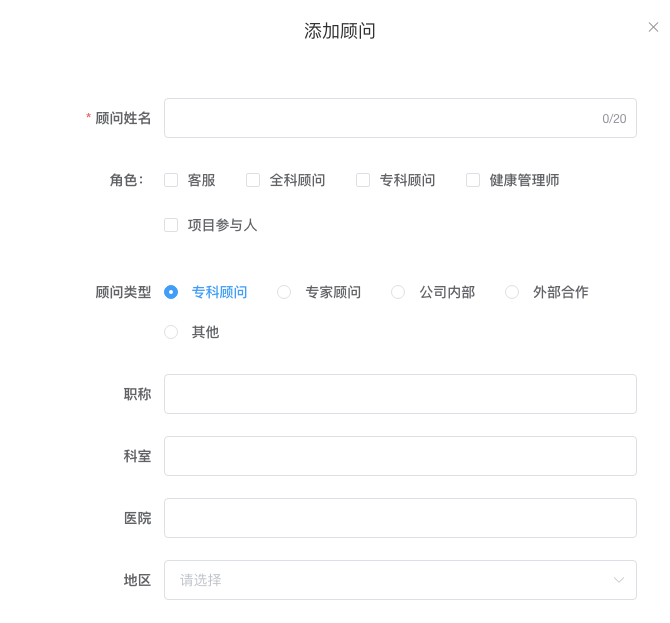 添加顾问
* 顾问姓名 0/20
角色： 客服 全科顾问 专科顾问 健康管理师
项目参与人
顾问类型 专科顾问 专家顾问 公司内部 外部合作
其他
职称
科室
医院
地区 请选择